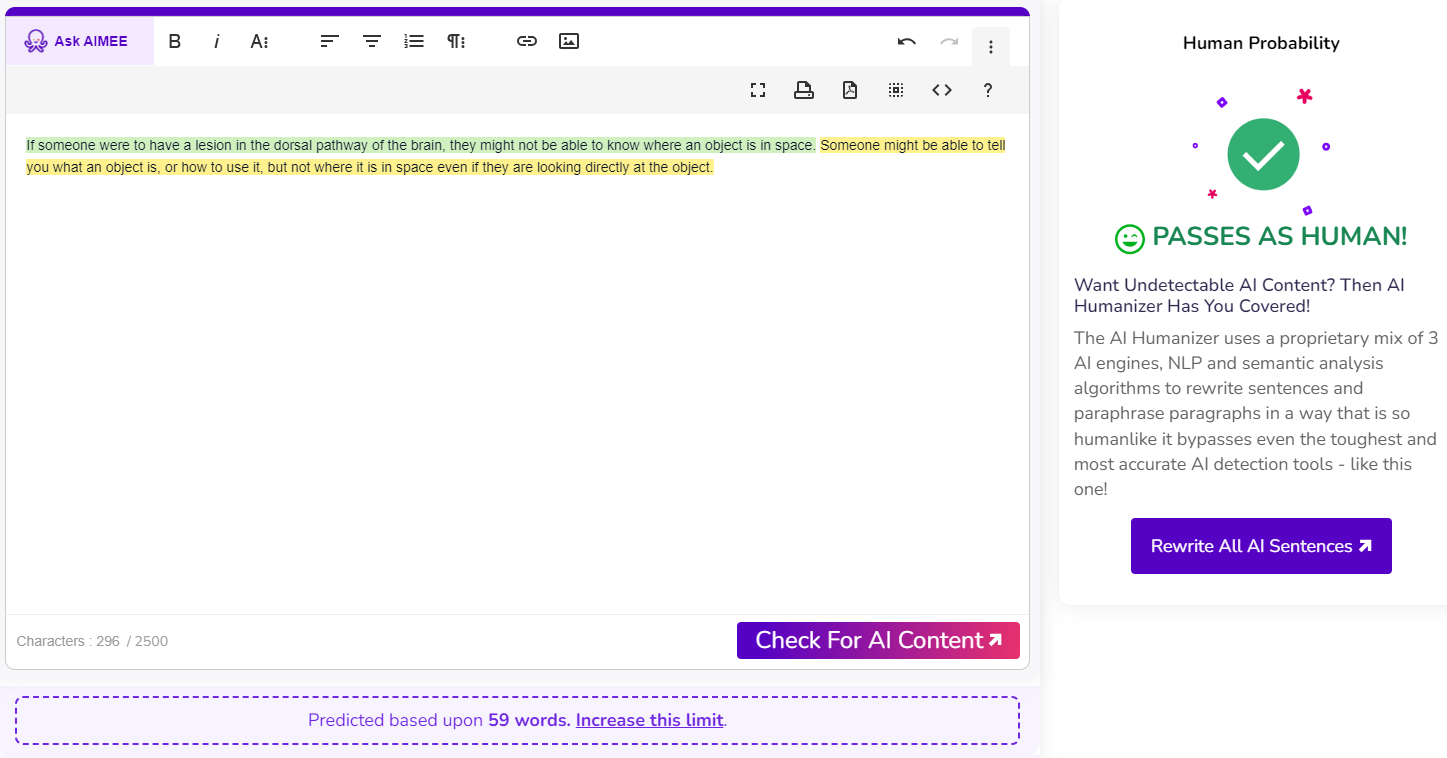 Ask AIMEE
B
i
A
?
If someone were to have a lesion in the dorsal pathway of the brain, they might not be able to know where an object is in space. Someone might be able to tell
you what an object is, or how to use it, but not where it is in space even if they are looking directly at the object.
Characters : 296 / 2500
Check For AI Content
Predicted based upon 59 words. Increase this limit.
Human Probability
PASSES AS HUMAN!
Want Undetectable AI Content? Then AI
Humanizer Has You Covered!
The AI Humanizer uses a proprietary mix of 3
AI engines, NLP and semantic analysis
algorithms to rewrite sentences and
paraphrase paragraphs in a way that is so
humanlike it bypasses even the toughest and
most accurate AI detection tools - like this
one!
Rewrite All AI Sentences